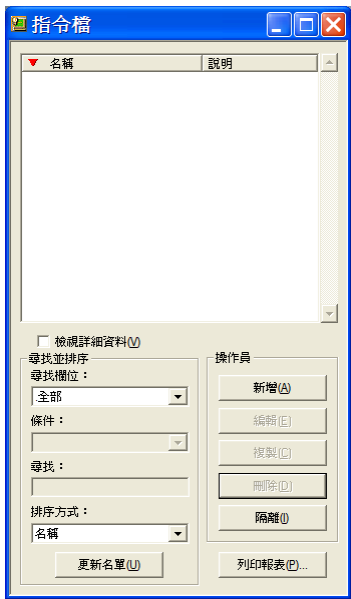 指令檔
名稱 說明
檢視詳細資料(V)
尋找並排序
尋找欄位：
.全部
條件：
尋找：
排序方式：
名稱
更新名單(U)
操作員
新增(A)
編輯(E)
複製(C)
刪除(D)
隔離(I)
列印報表(P)...